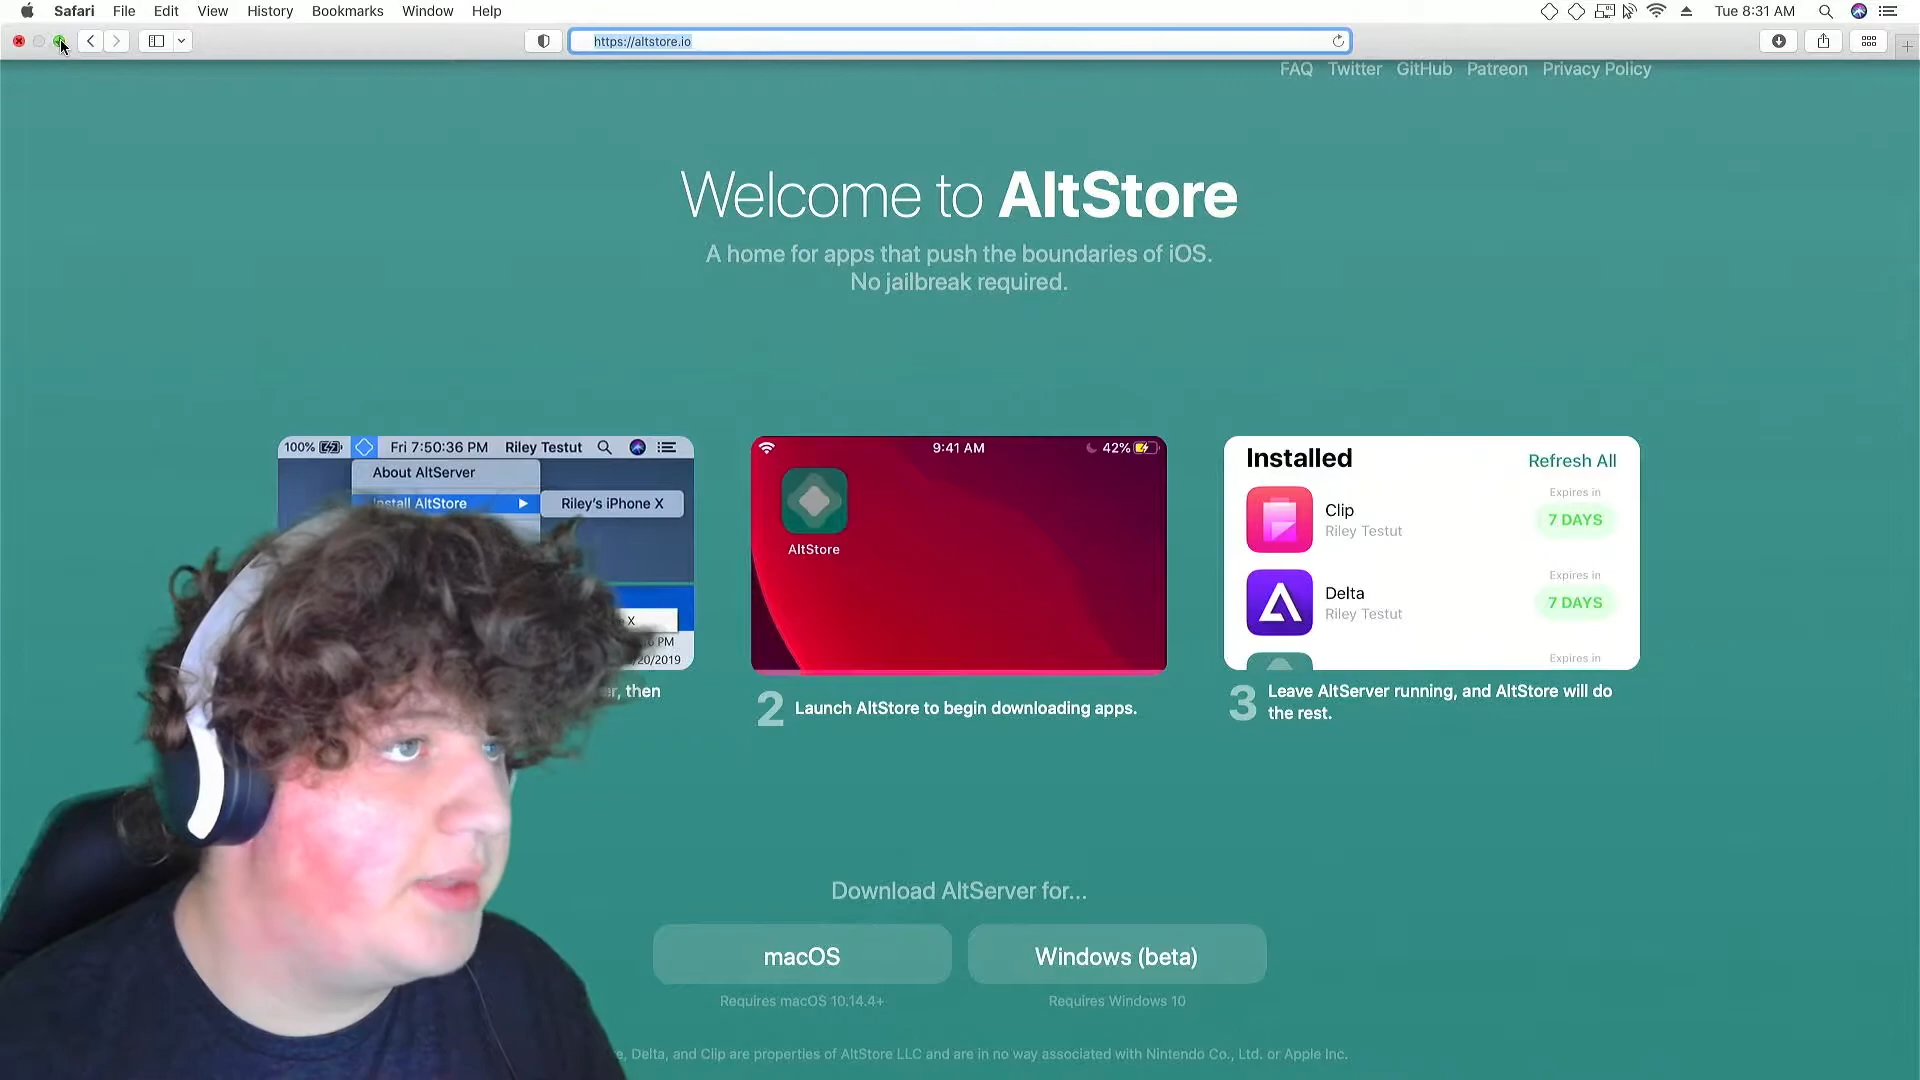 Safari File Edit View History Bookmarks Window Help
Tue 8:31 AM
https://altstore.io
FAQ Twitter GitHub Patreon Privacy Policy
Welcome to AltStore
A home for apps that push the boundaries of iOS.
No jailbreak required.
100% Fri 7:50:36 PM Riley Testut
About AltServer
Install AltStore
Riley's iPhone X
X
PM
/20/2019
, then
9:41 AM
42%
AltStore
2 Launch AltStore to begin downloading apps.
Installed
Refresh All
Clip
Riley Testut
Expires in
7 DAYS
Delta
Riley Testut
Expires in
7 DAYS
Expires in
3 Leave AltServer running, and AltStore will do
the rest.
Download AltServer for...
macOS
Requires macOS 10.14.4+
Windows (beta)
Requires Windows 10
Delta, and Clip are properties of AltStore LLC and are in no way associated with Nintendo Co., Ltd. or Apple Inc.